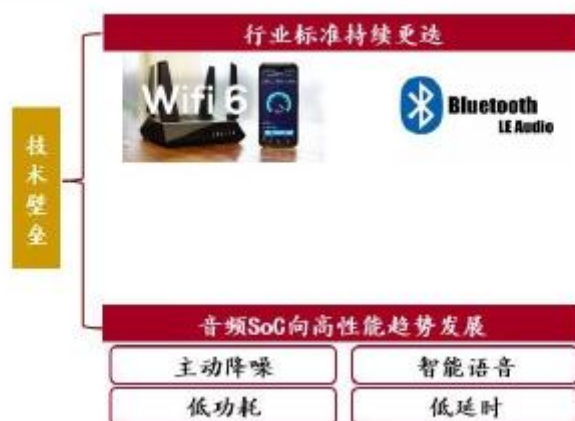 行业标准持续更迭
Wifi 6
Bluetooth
LE Audio
技术壁垒
音频SoC向高性能趋势发展
主动降噪
智能语音
低功耗
低延时